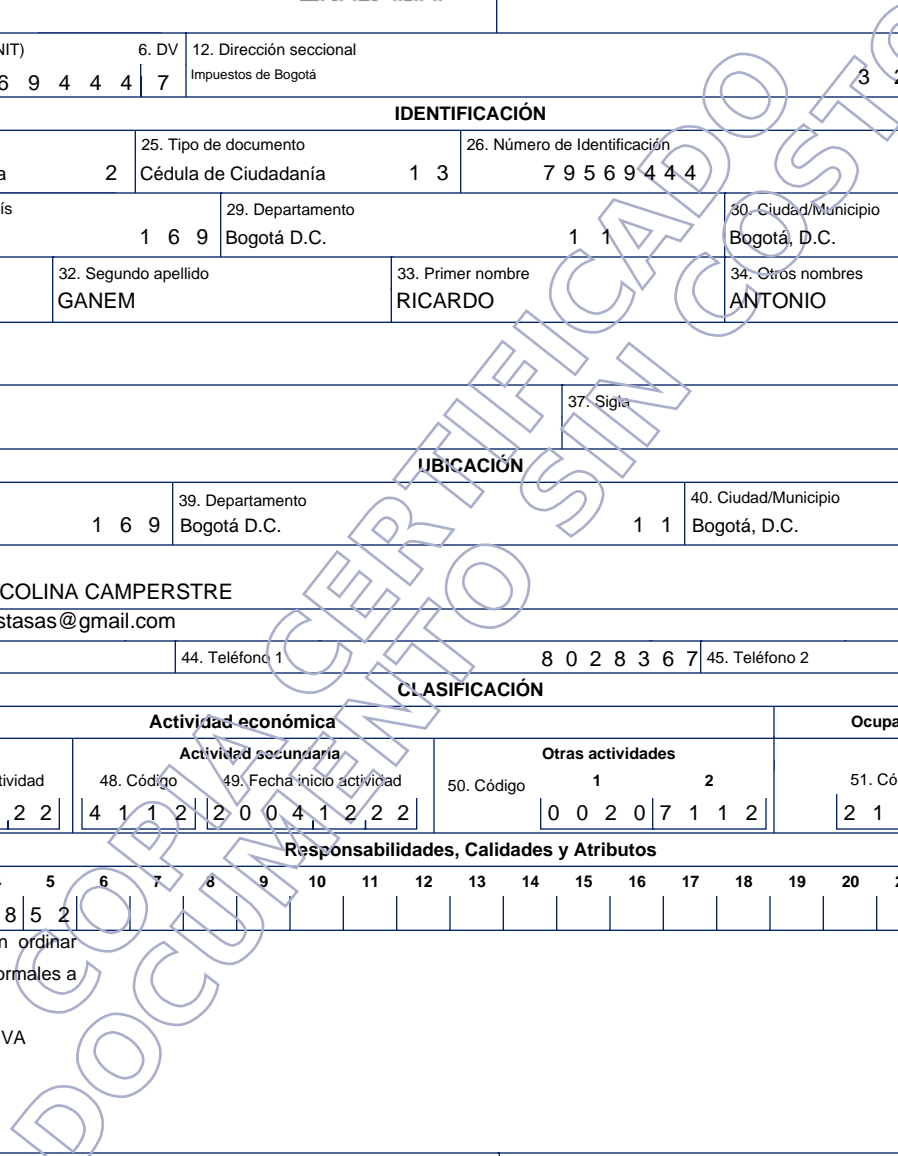 NIT) 6. DV 12. Dirección seccional
6 9 4 4 4 7 Impuestos de Bogotá 3 2
IDENTIFICACIÓN
25. Tipo de documento 26. Número de Identificación
a 2 Cédula de Ciudadanía 1 3 7 9 5 6 9 4 4 4
ís 29. Departamento 30. Ciudad/Municipio
1 6 9 Bogotá D.C. 1 1 Bogotá, D.C.
32. Segundo apellido 33. Primer nombre 34. Otros nombres
GANEM RICARDO ANTONIO
37. Sigla
UBICACIÓN
39. Departamento 40. Ciudad/Municipio
1 6 9 Bogotá D.C. 1 1 Bogotá, D.C.
COLINA CAMPERSTRE
stasas@gmail.com
44. Teléfono 1 8 0 2 8 3 6 7 45. Teléfono 2
CLASIFICACIÓN
Actividad económica Ocupa
Actividad secundaria Otras actividades
tividad 48. Código 49. Fecha inicio actividad 50. Código 1 2 51. Có
2 2 4 1 1 2 2 0 0 4 1 2 2 2 0 0 2 0 7 1 1 2 2 1
Responsabilidades, Calidades y Atributos
5 6 7 8 9 10 11 12 13 14 15 16 17 18 19 20
8 5 2
n ordinar
ormales a
VA
COPIA CERTIFICADO
DOCUMENTO SIN COSTO